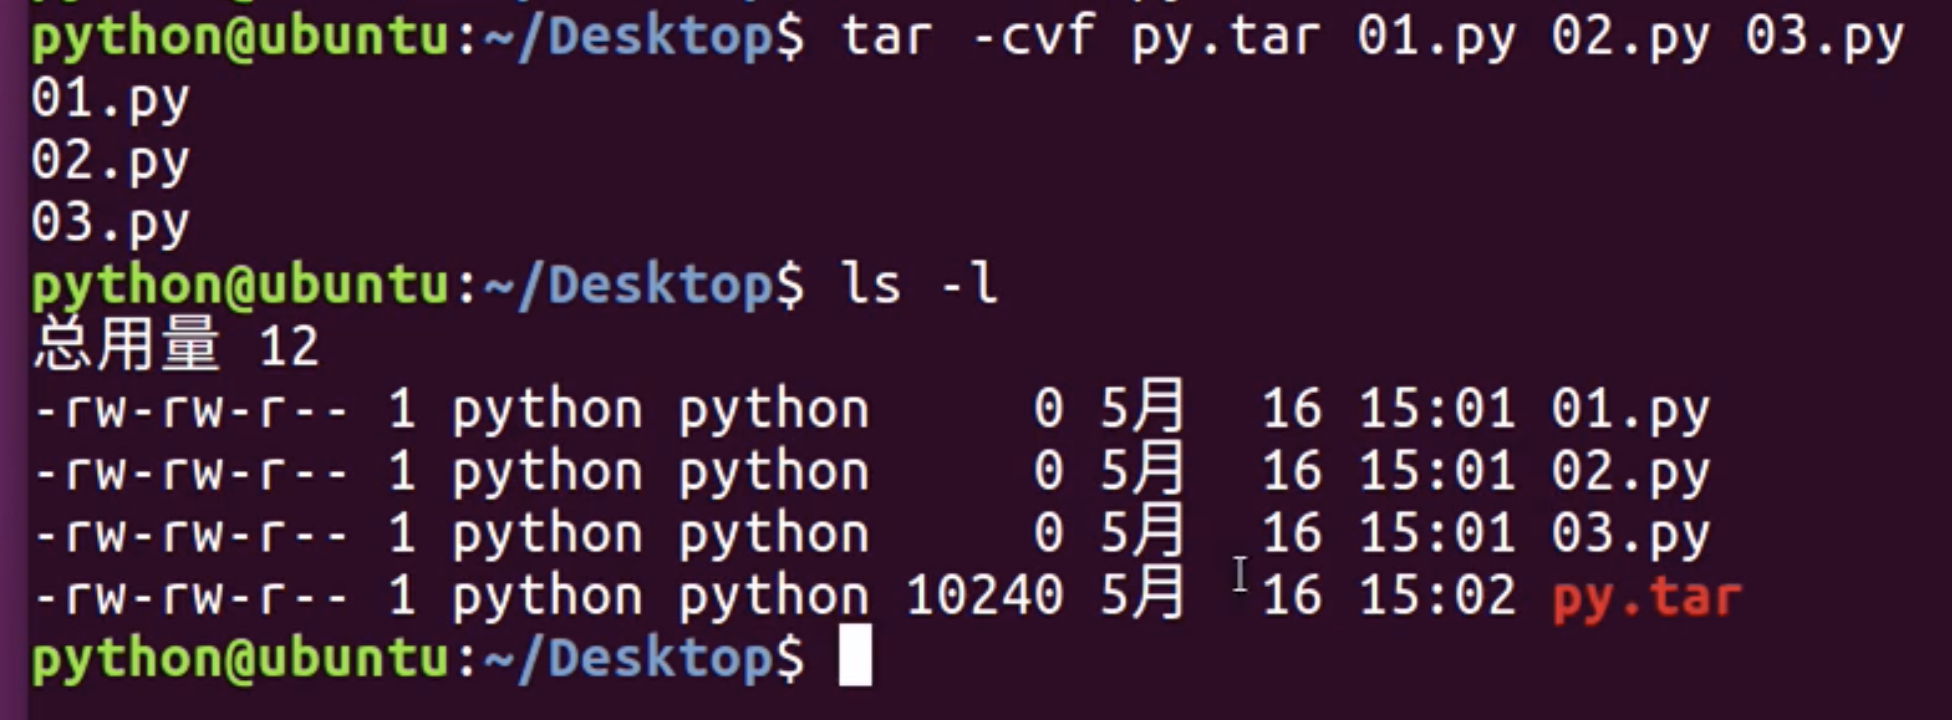 python@ubuntu:~/Desktop$ tar -cvf py.tar 01.py 02.py 03.py
01.py
02.py
03.py
python@ubuntu:~/Desktop$ ls -l
总用量 12
-rw-rw-r-- 1 python python     0 5月  16 15:01 01.py
-rw-rw-r-- 1 python python     0 5月  16 15:01 02.py
-rw-rw-r-- 1 python python     0 5月  16 15:01 03.py
-rw-rw-r-- 1 python python 10240 5月  16 15:02 py.tar
python@ubuntu:~/Desktop$